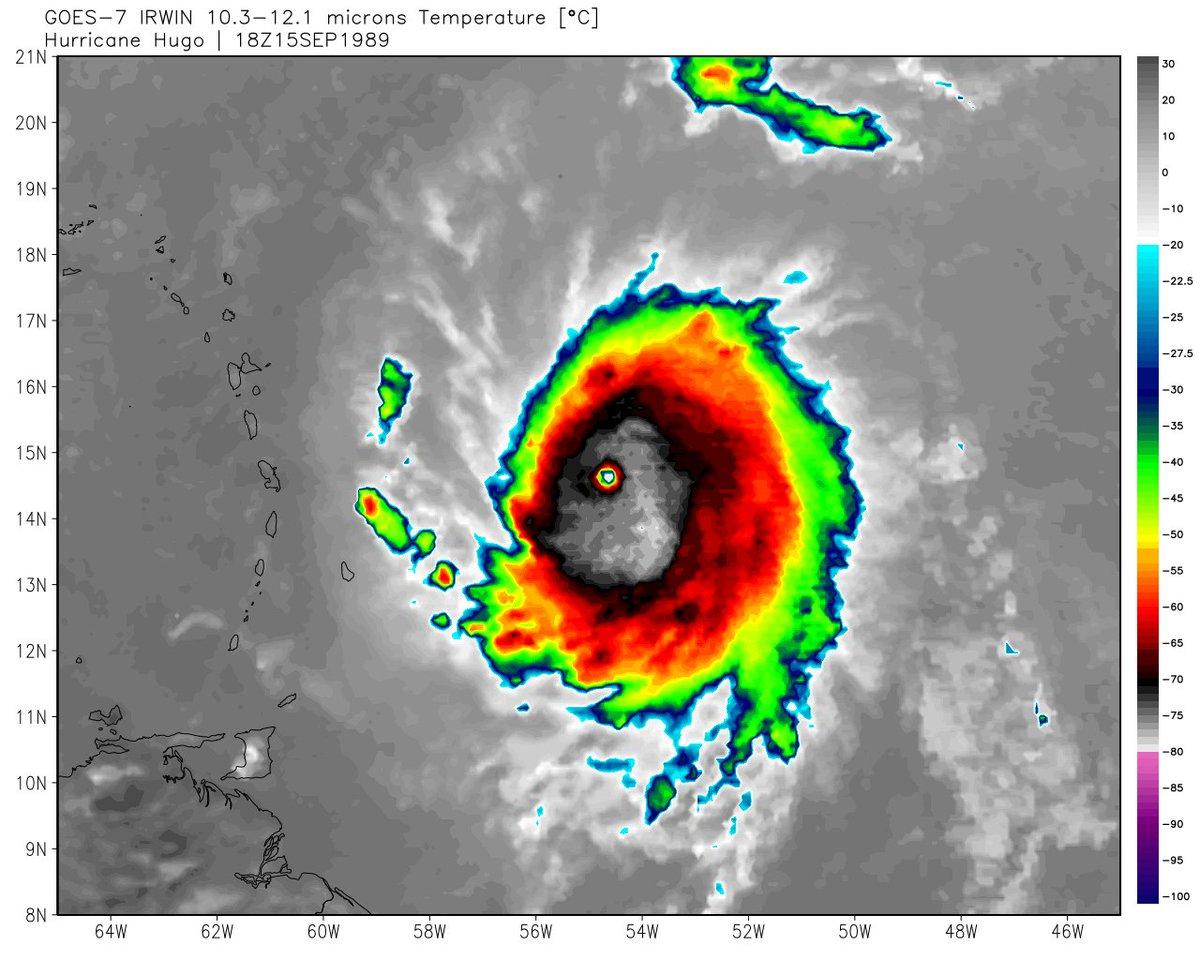 GOES-7 IRWIN 10.3-12.1 microns Temperature [°C]
Hurricane Hugo | 18Z15SEP1989
21N
20N
19N
18N
17N
16N
15N
14N
13N
12N
11N
10N
9N
8N
64W 62W 60W 58W 56W 54W 52W 50W 48W 46W
30
20
10
0
-10
-20
-22.5
-25
-27.5
-30
-35
-40
-45
-50
-55
-60
-65
-70
-75
-80
-85
-90
-95
-100